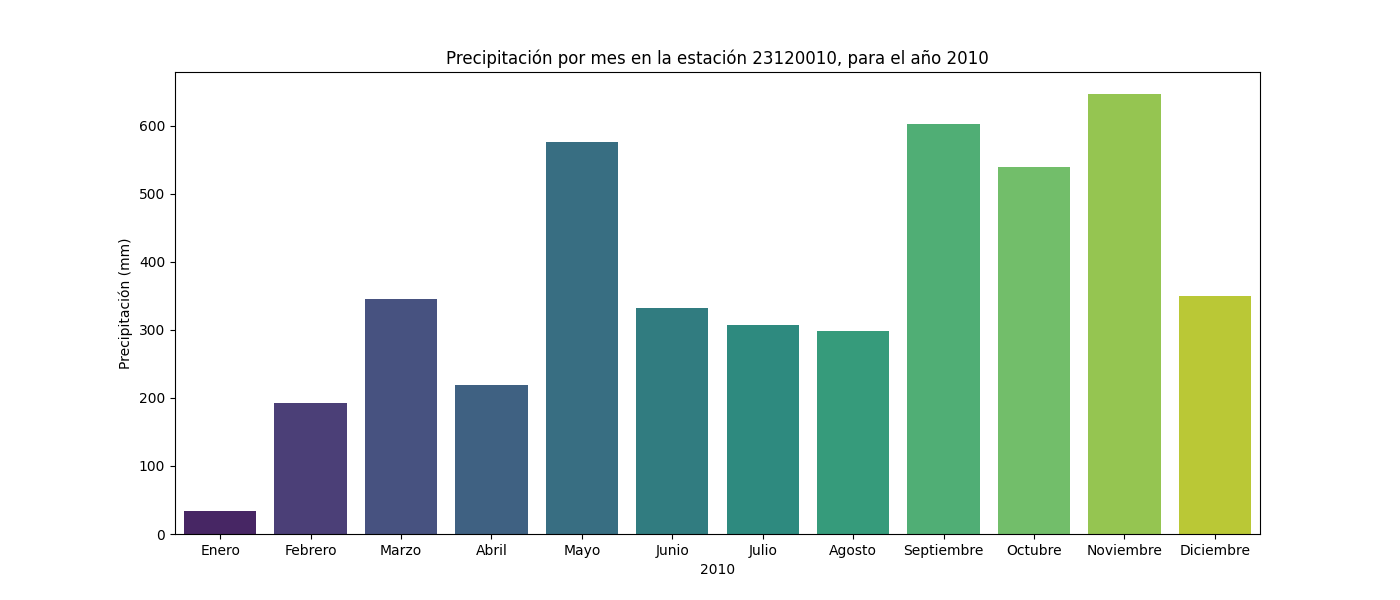 Precipitación por mes en la estación 23120010, para el año 2010
Precipitación (mm)
600
500
400
300
200
100
0
Enero Febrero Marzo Abril Mayo Junio Julio Agosto Septiembre Octubre Noviembre Diciembre
2010